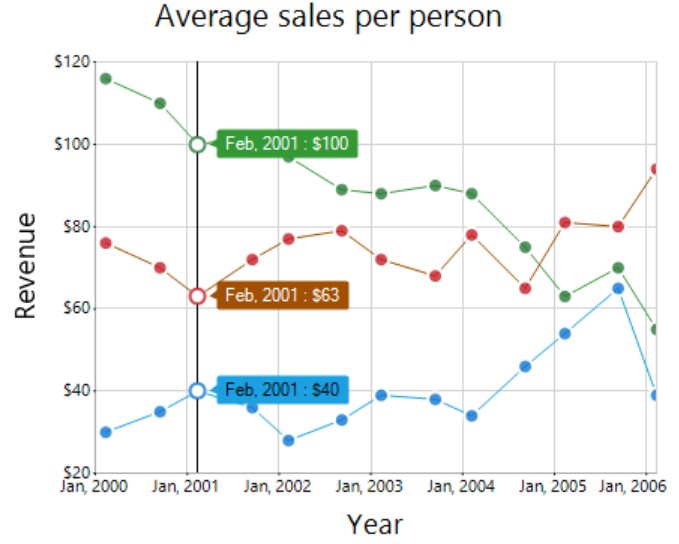 Average sales per person
$120
$100
$80
$60
$40
$20
Revenue
Feb, 2001 : $100
Feb, 2001 : $63
Feb, 2001 : $40
Jan, 2000 Jan, 2001 Jan, 2002 Jan, 2003 Jan, 2004 Jan, 2005 Jan, 2006
Year